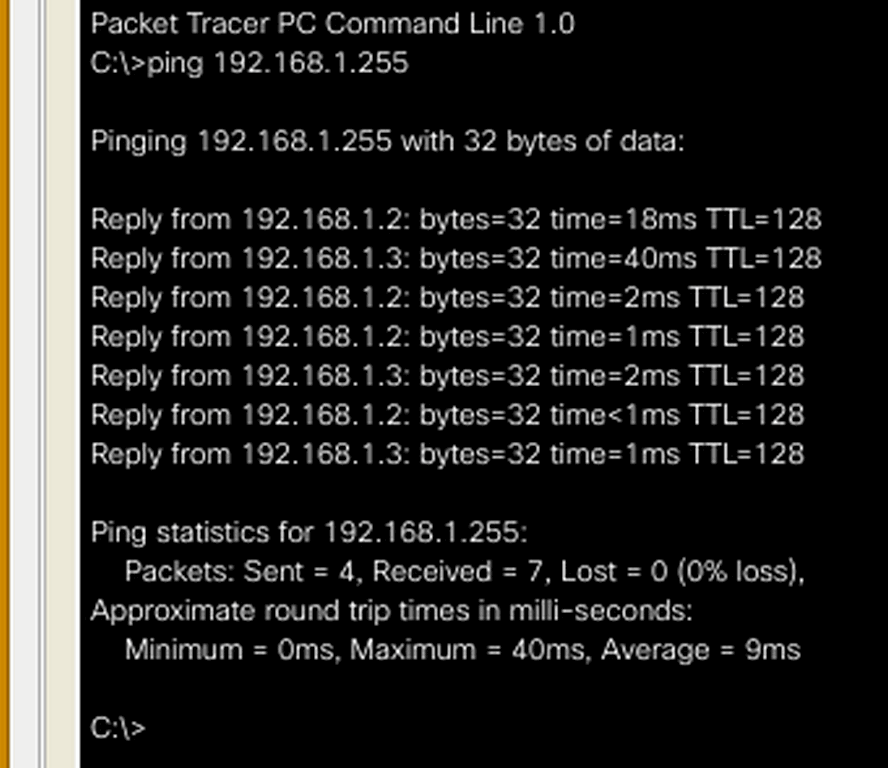 Packet Tracer PC Command Line 1.0
C:\>ping 192.168.1.255
Pinging 192.168.1.255 with 32 bytes of data:
Reply from 192.168.1.2: bytes=32 time=18ms TTL=128
Reply from 192.168.1.3: bytes=32 time=40ms TTL=128
Reply from 192.168.1.2: bytes=32 time=2ms TTL=128
Reply from 192.168.1.2: bytes=32 time=1ms TTL=128
Reply from 192.168.1.3: bytes=32 time=2ms TTL=128
Reply from 192.168.1.2: bytes=32 time<1ms TTL=128
Reply from 192.168.1.3: bytes=32 time=1ms TTL=128
Ping statistics for 192.168.1.255:
Packets: Sent = 4, Received = 7, Lost = 0 (0% loss),
Approximate round trip times in milli-seconds:
Minimum = 0ms, Maximum = 40ms, Average = 9ms
C:\>